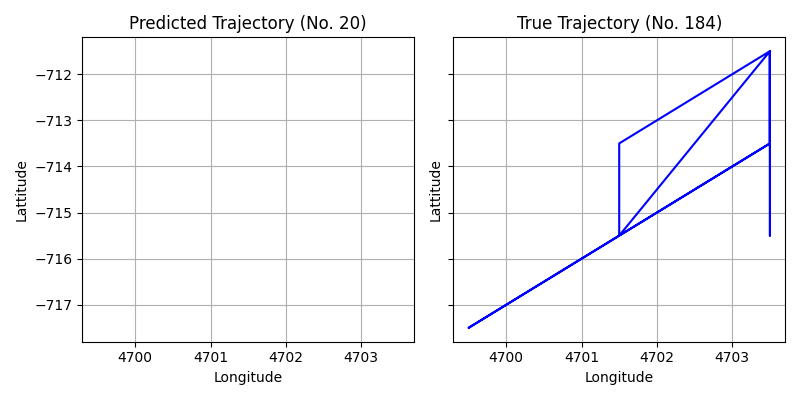 Predicted Trajectory (No. 20)
True Trajectory (No. 184)
Lattitude
−712
−713
−714
−715
−716
−717
4700
4701
4702
4703
Longitude
Lattitude
4700
4701
4702
4703
Longitude